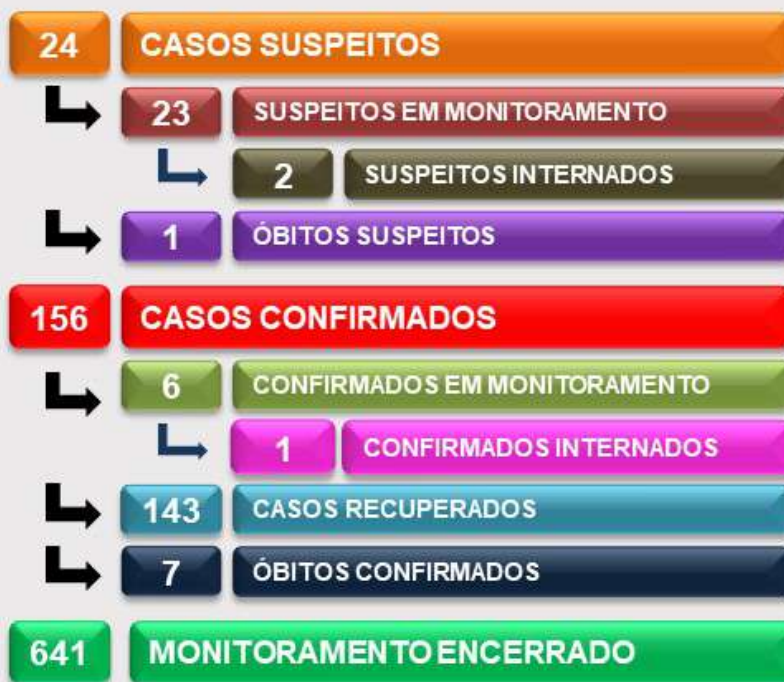 24 CASOS SUSPEITOS
23 SUSPEITOS EM MONITORAMENTO
2 SUSPEITOS INTERNADOS
1 ÓBITOS SUSPEITOS
156 CASOS CONFIRMADOS
6 CONFIRMADOS EM MONITORAMENTO
1 CONFIRMADOS INTERNADOS
143 CASOS RECUPERADOS
7 ÓBITOS CONFIRMADOS
641 MONITORAMENTO ENCERRADO